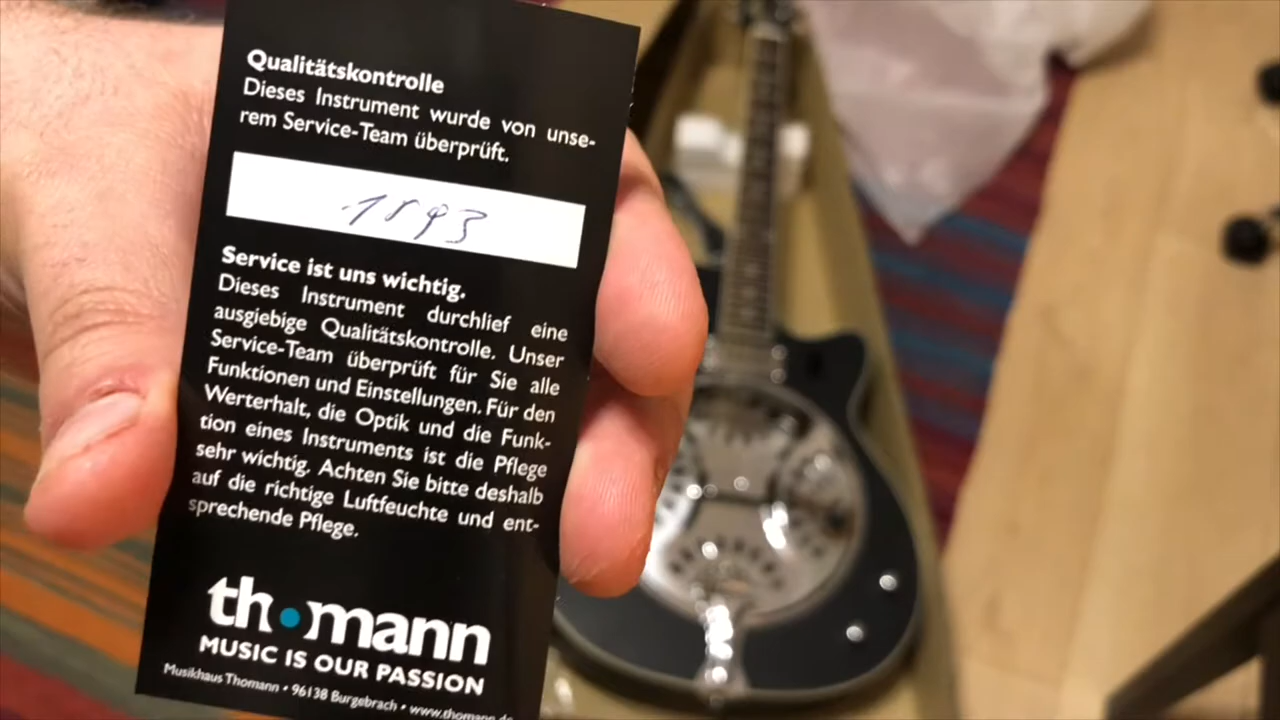 Qualitätskontrolle
Dieses Instrument wurde von unse-
rem Service-Team überprüft.
1893
Service ist uns wichtig.
Dieses Instrument durchlief eine
ausgiebige Qualitätskontrolle. Unser
Service-Team überprüft für Sie alle
Funktionen und Einstellungen. Für den
Werterhalt, die Optik und die Funk-
tion eines Instruments ist die Pflege
sehr wichtig. Achten Sie bitte deshalb
auf die richtige Luftfeuchte und ent-
sprechende Pflege.
thomann
MUSIC IS OUR PASSION
Musikhaus Thomann • 96138 Burgebrach • www.thomann.de